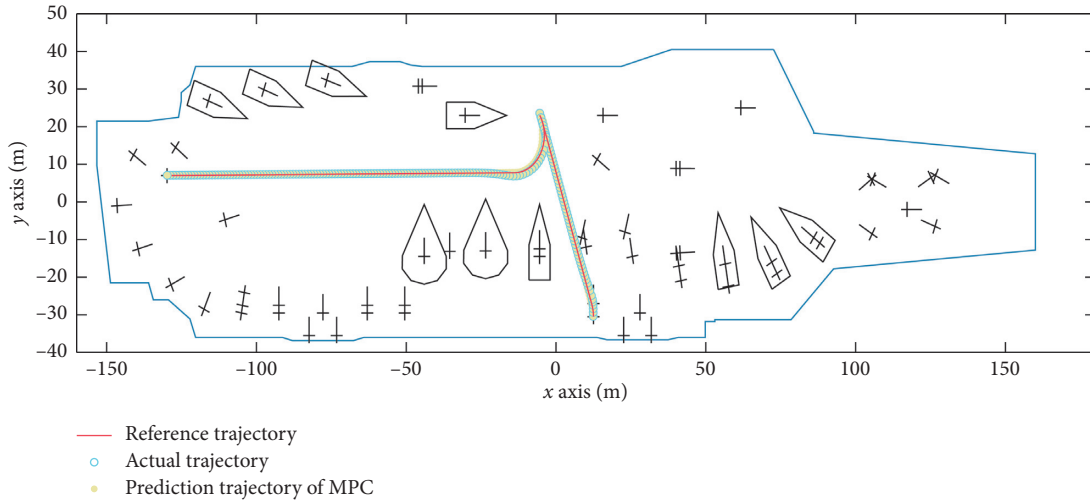 50
40
30
20
10
0
–10
–20
–30
–40
y axis (m)
–150 –100 –50 0 50 100 150
x axis (m)
Reference trajectory
Actual trajectory
Prediction trajectory of MPC